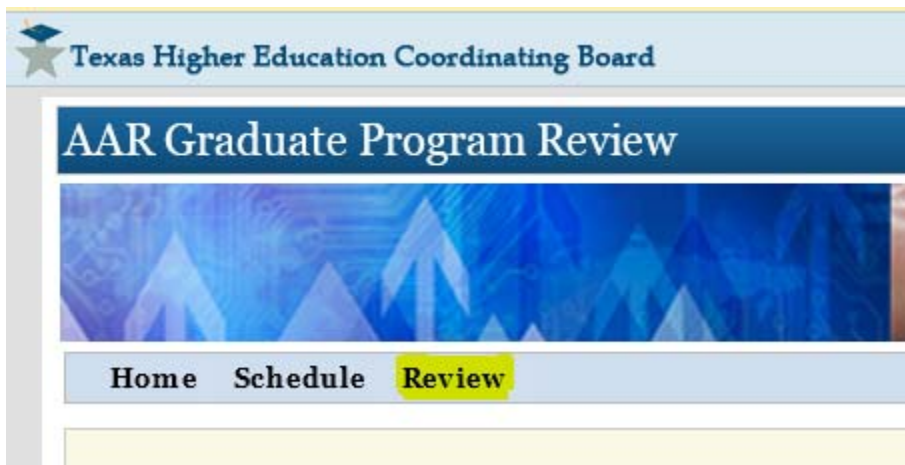 Texas Higher Education Coordinating Board
AAR Graduate Program Review
Home Schedule Review